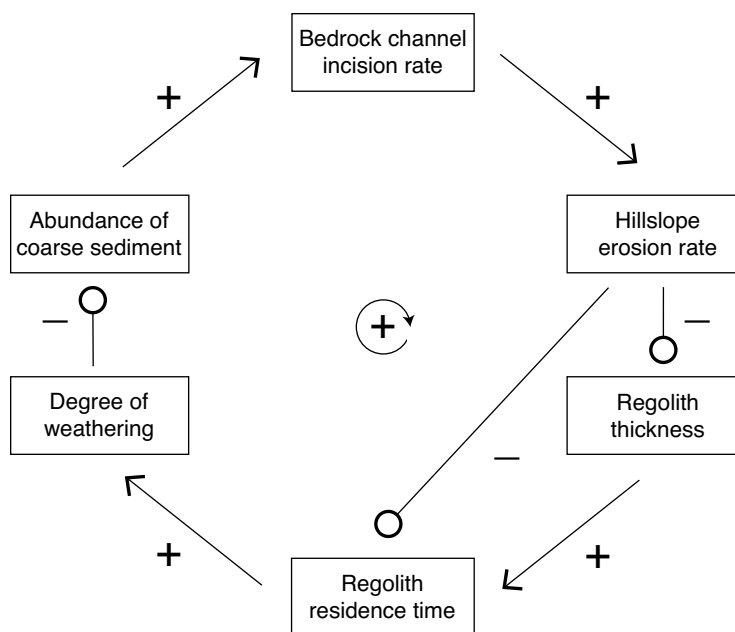 Bedrock channel
incision rate
+
+
Abundance of
coarse sediment
Hillslope
erosion rate
–
+
–
Degree of
weathering
Regolith
thickness
–
+
+
Regolith
residence time